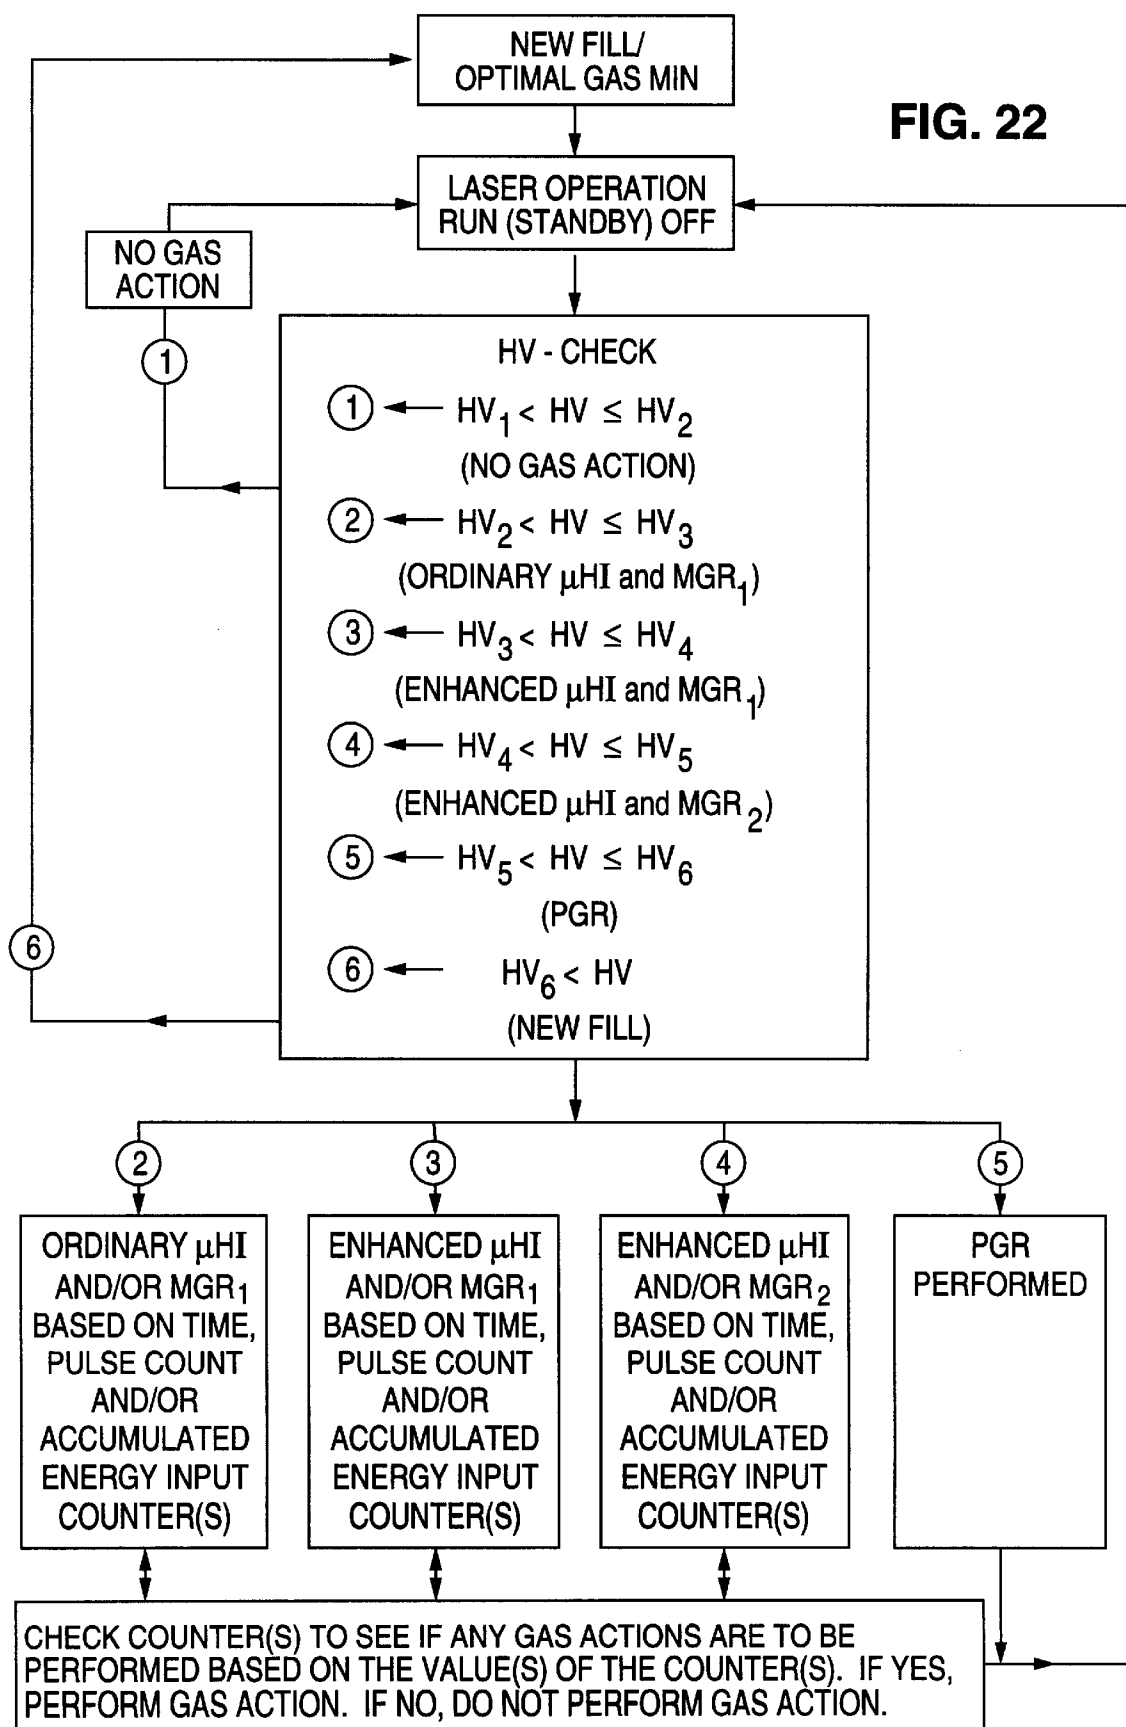 NEW FILL/
OPTIMAL GAS MIN
FIG. 22
LASER OPERATION
RUN (STANDBY) OFF
NO GAS
ACTION
1
HV - CHECK
1 HV1 < HV ≤ HV2
(NO GAS ACTION)
2 HV2 < HV ≤ HV3
(ORDINARY µHI and MGR1)
3 HV3 < HV ≤ HV4
(ENHANCED µHI and MGR1)
4 HV4 < HV ≤ HV5
(ENHANCED µHI and MGR2)
5 HV5 < HV ≤ HV6
(PGR)
6 HV6 < HV
(NEW FILL)
6
2
3
4
5
ORDINARY µHI
AND/OR MGR1
BASED ON TIME,
PULSE COUNT
AND/OR
ACCUMULATED
ENERGY INPUT
COUNTER(S)
ENHANCED µHI
AND/OR MGR1
BASED ON TIME,
PULSE COUNT
AND/OR
ACCUMULATED
ENERGY INPUT
COUNTER(S)
ENHANCED µHI
AND/OR MGR2
BASED ON TIME,
PULSE COUNT
AND/OR
ACCUMULATED
ENERGY INPUT
COUNTER(S)
PGR
PERFORMED
CHECK COUNTER(S) TO SEE IF ANY GAS ACTIONS ARE TO BE
PERFORMED BASED ON THE VALUE(S) OF THE COUNTER(S). IF YES,
PERFORM GAS ACTION. IF NO, DO NOT PERFORM GAS ACTION.